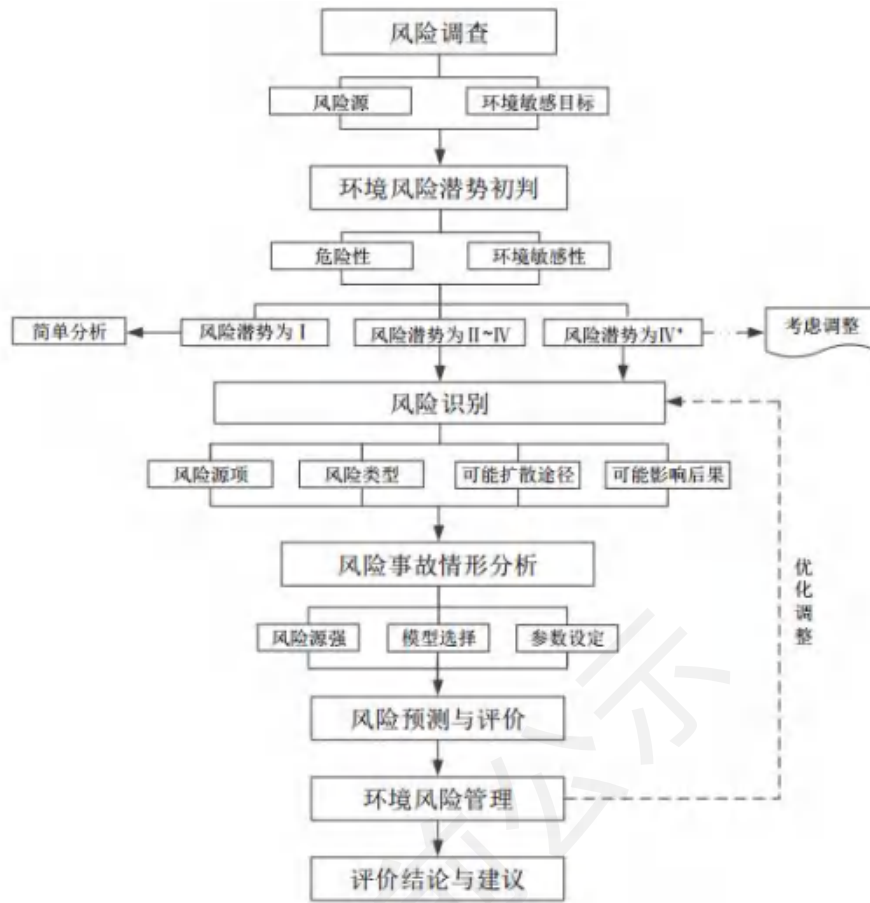 风险调查
风险源
环境敏感目标
环境风险潜势初判
危险性
环境敏感性
简单分析
风险潜势为Ⅰ
风险潜势为Ⅱ~Ⅳ
风险潜势为Ⅳ+
考虑调整
风险识别
风险源项
风险类型
可能扩散途径
可能影响后果
风险事故情形分析
优化调整
风险源强
模型选择
参数设定
风险预测与评价
环境风险管理
评价结论与建议
公示